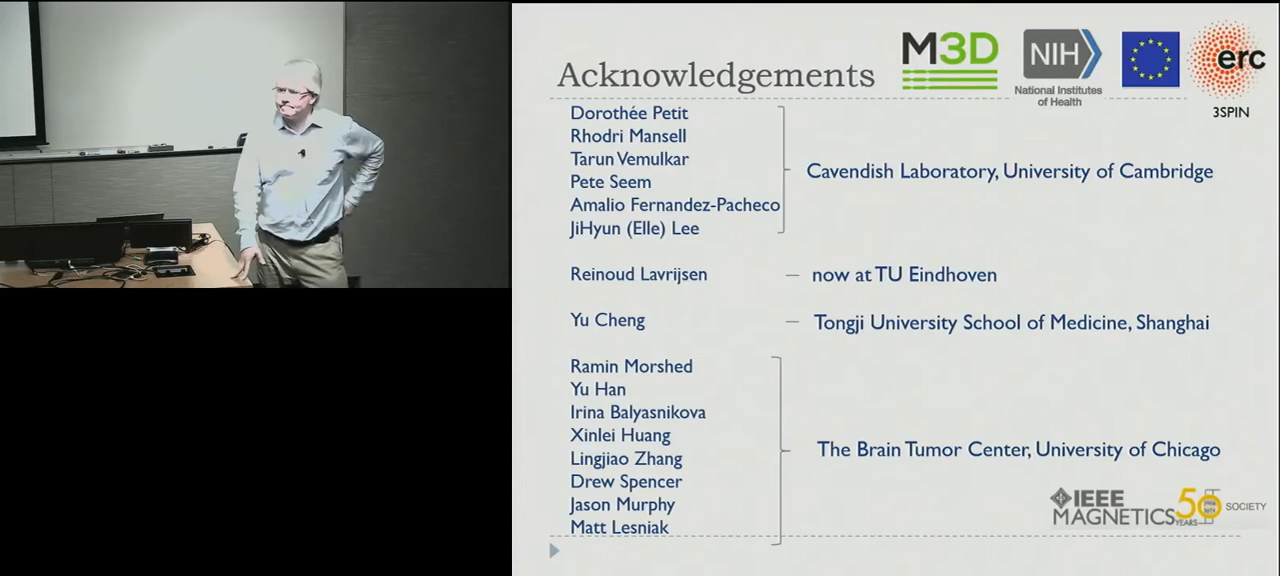 Acknowledgements
M3D
NIH
National Institutes
of Health
erc
3SPIN
Dorothée Petit
Rhodri Mansell
Tarun Vemulkar
Pete Seem
Amalio Fernandez-Pacheco
JiHyun (Elle) Lee
Cavendish Laboratory, University of Cambridge
Reinoud Lavrijsen – now at TU Eindhoven
Yu Cheng – Tongji University School of Medicine, Shanghai
Ramin Morshed
Yu Han
Irina Balyasnikova
Xinlei Huang
Lingjiao Zhang
Drew Spencer
Jason Murphy
Matt Lesniak
The Brain Tumor Center, University of Chicago
IEEE
MAGNETICS 50 SOCIETY
YEARS